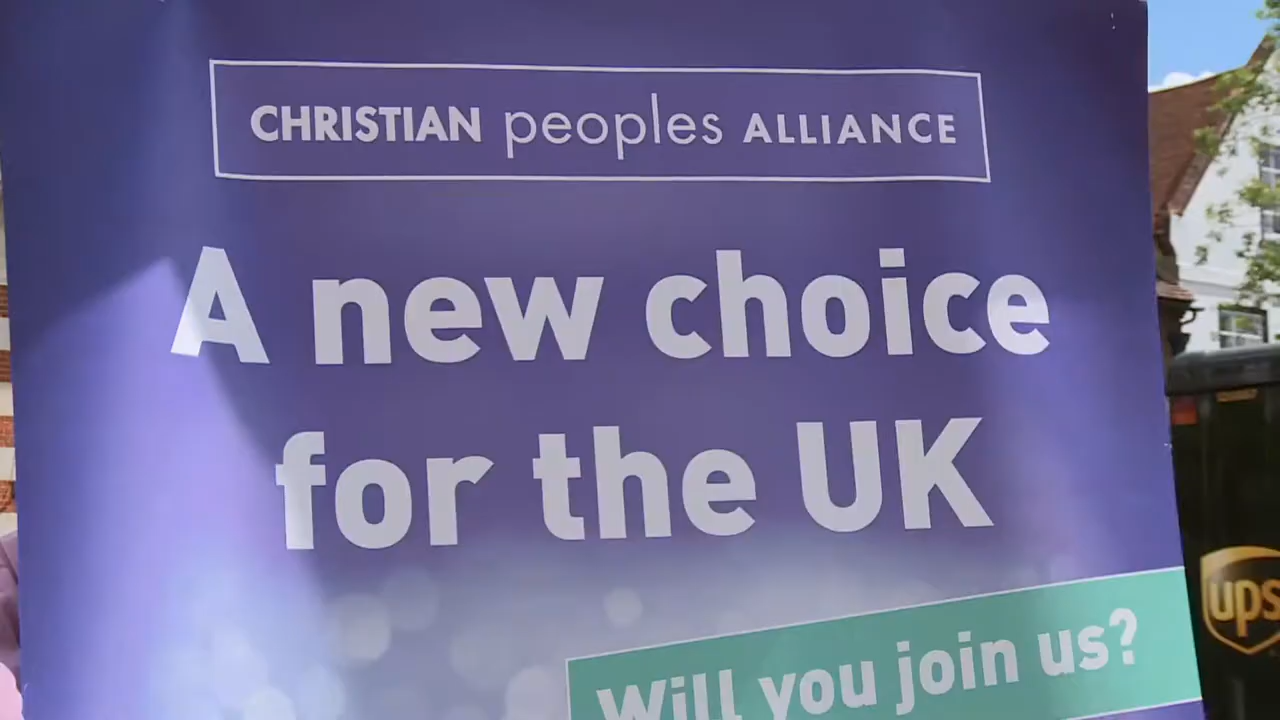 CHRISTIAN peoples ALLIANCE
A new choice
for the UK
Will you join us?
ups